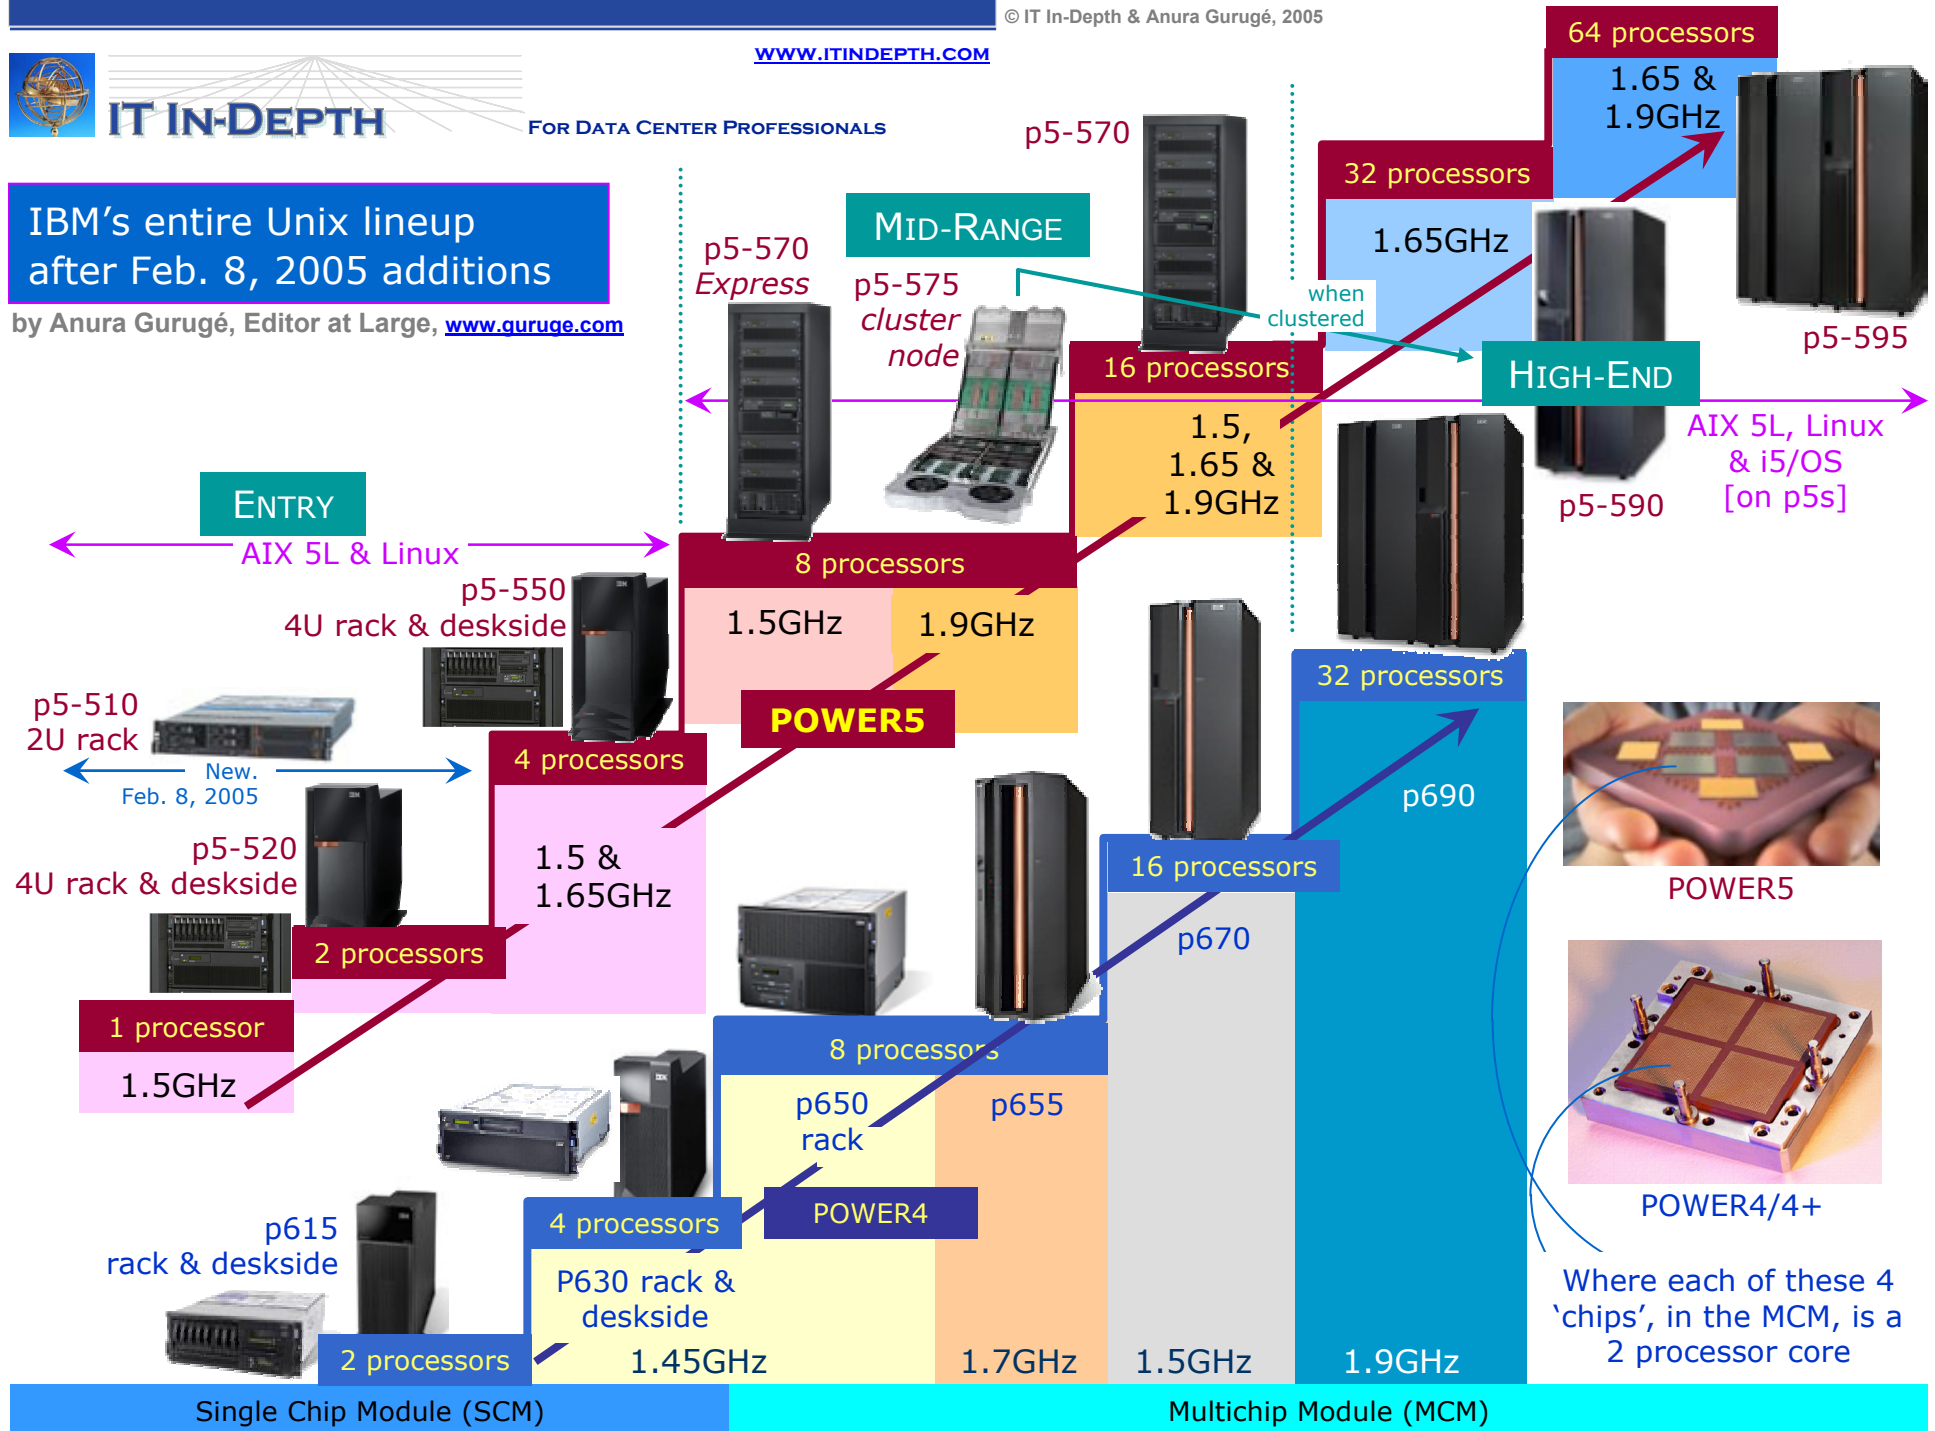 © IT In-Depth & Anura Gurugé, 2005
WWW.ITINDEPTH.COM
IT IN-DEPTH
FOR DATA CENTER PROFESSIONALS
IBM's entire Unix lineup
after Feb. 8, 2005 additions
by Anura Gurugé, Editor at Large, www.guruge.com
64 processors
1.65 &
1.9GHz
p5-595
32 processors
1.65GHz
p5-590
p5-570
MID-RANGE
p5-570
Express
p5-575
cluster
node
when
clustered
HIGH-END
16 processors
1.5,
1.65 &
1.9GHz
AIX 5L, Linux
& i5/OS
[on p5s]
ENTRY
AIX 5L & Linux
8 processors
1.5GHz
1.9GHz
p5-550
4U rack & deskside
POWER5
p5-510
2U rack
New.
Feb. 8, 2005
4 processors
1.5 &
1.65GHz
p5-520
4U rack & deskside
2 processors
1 processor
1.5GHz
32 processors
p690
16 processors
p670
8 processors
p650
rack
p655
POWER4
4 processors
P630 rack &
deskside
p615
rack & deskside
2 processors
1.45GHz
1.7GHz
1.5GHz
1.9GHz
POWER5
POWER4/4+
Where each of these 4
‘chips’, in the MCM, is a
2 processor core
Single Chip Module (SCM)
Multichip Module (MCM)